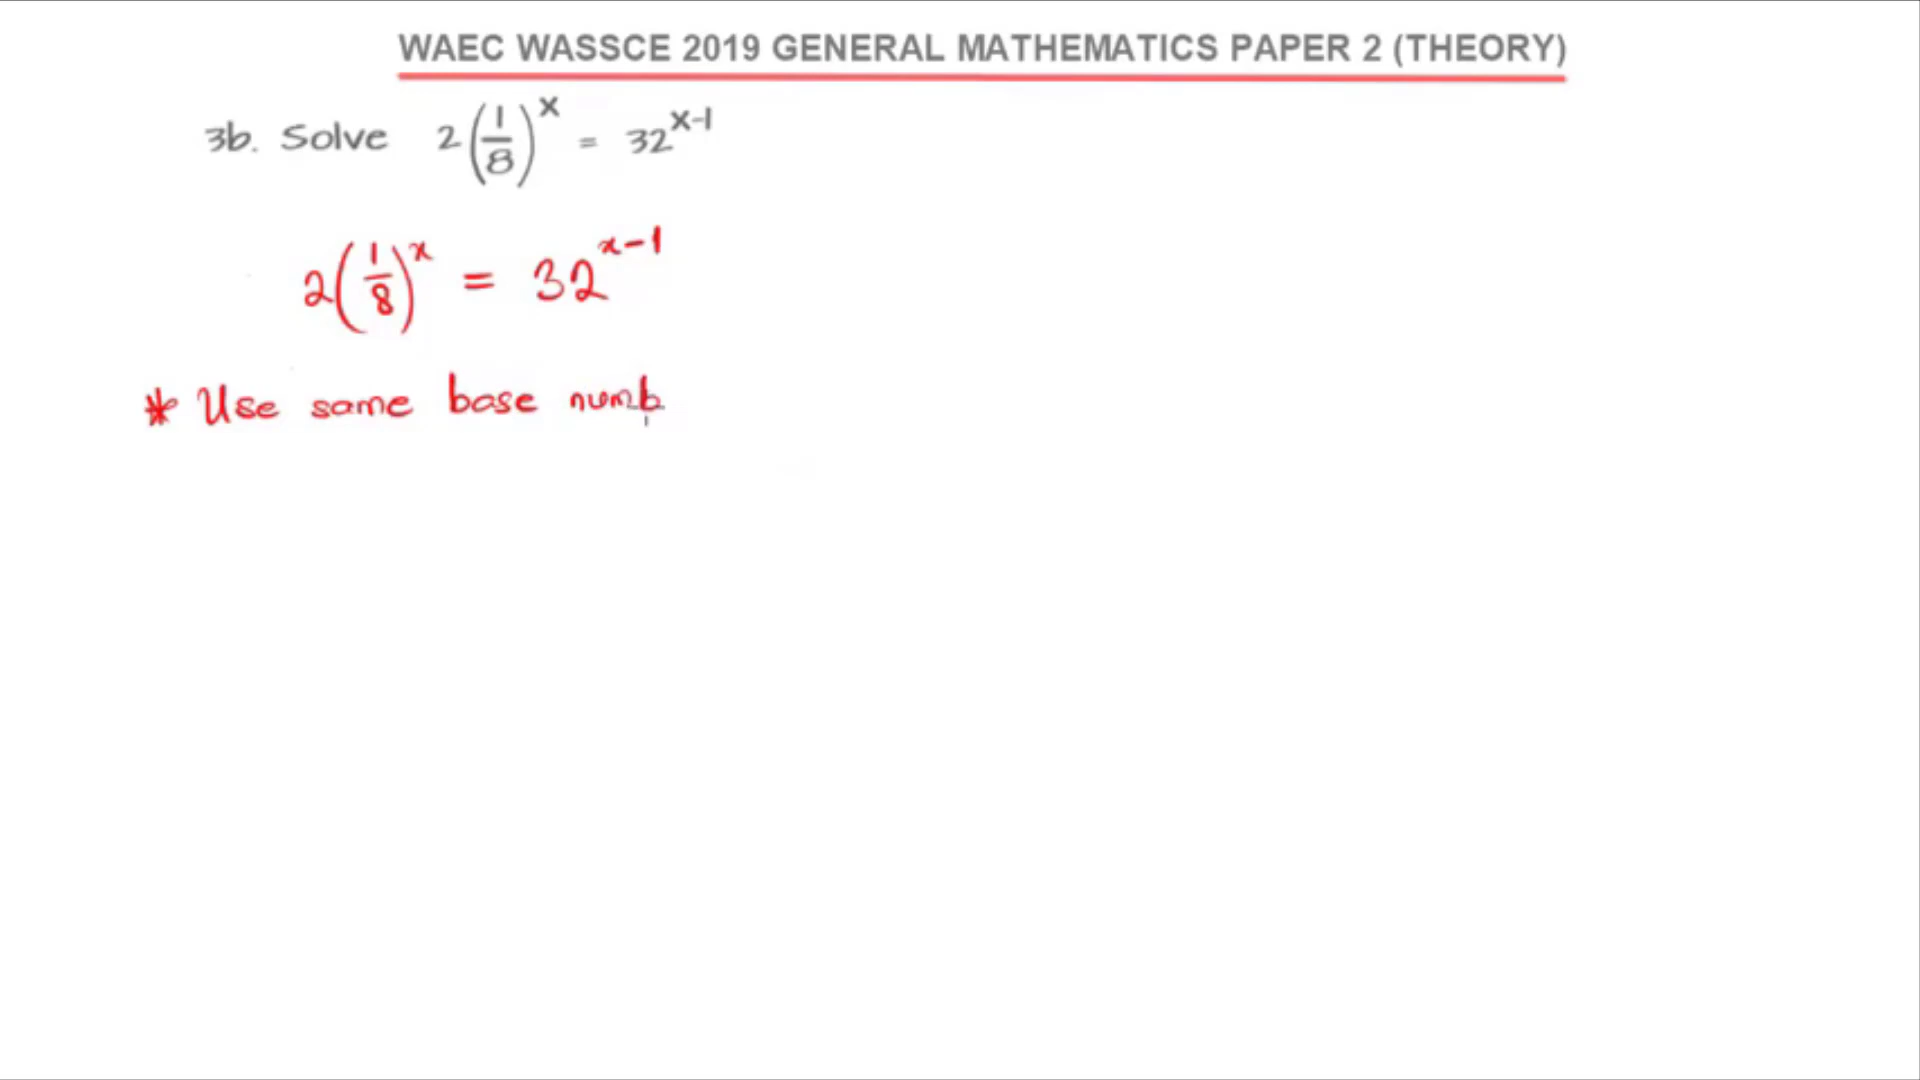 WAEC WASSCE 2019 GENERAL MATHEMATICS PAPER 2 (THEORY)
3b. Solve 2(1/8)^x = 32^x-1
2(1/8)^x = 32^x-1
* Use same base numb